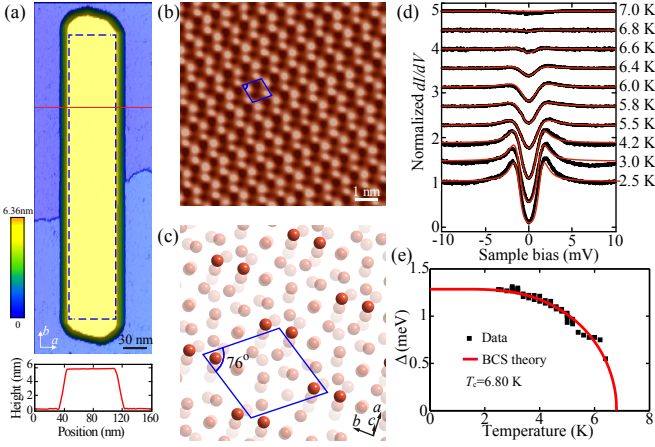 (a)
6.36nm
0
b
a
30 nm
Height (nm)
6
4
2
0
0 40 80 120 160
Position (nm)
(b)
1 nm
(c)
76°
a
b c
(d)
Normalized dI/dV
5
4
3
2
1
0
7.0 K
6.8 K
6.6 K
6.4 K
6.0 K
5.8 K
5.5 K
4.2 K
3.0 K
2.5 K
-10 -5 0 5 10
Sample bias (mV)
(e)
Δ (meV)
1.5
1.0
0.5
0
Data
BCS theory
Tc=6.80 K
0 2 4 6 8
Temperature (K)